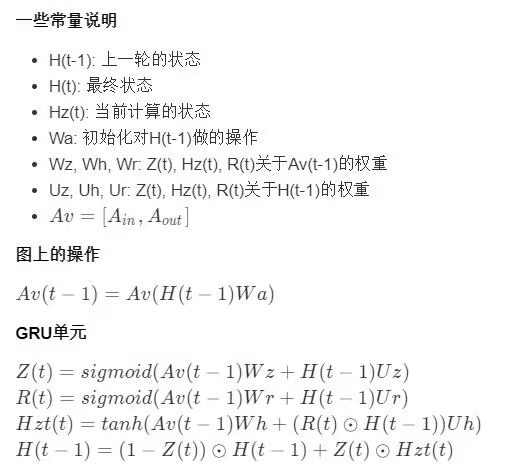 一些常量说明
• H(t-1): 上一轮的状态
• H(t): 最终状态
• Hz(t): 当前计算的状态
• Wa: 初始化对H(t-1)做的操作
• Wz, Wh, Wr: Z(t), Hz(t), R(t)关于Av(t-1)的权重
• Uz, Uh, Ur: Z(t), Hz(t), R(t)关于H(t-1)的权重
• Av = [A_{in}, A_{out}]
图上的操作
Av(t − 1) = Av(H(t − 1)Wa)
GRU单元
Z(t) = sigmoid(Av(t − 1)Wz + H(t − 1)Uz)
R(t) = sigmoid(Av(t − 1)Wr + H(t − 1)Ur)
Hzt(t) = tanh(Av(t − 1)Wh + (R(t) ⊙ H(t − 1))Uh)
H(t − 1) = (1 − Z(t)) ⊙ H(t − 1) + Z(t) ⊙ Hzt(t)